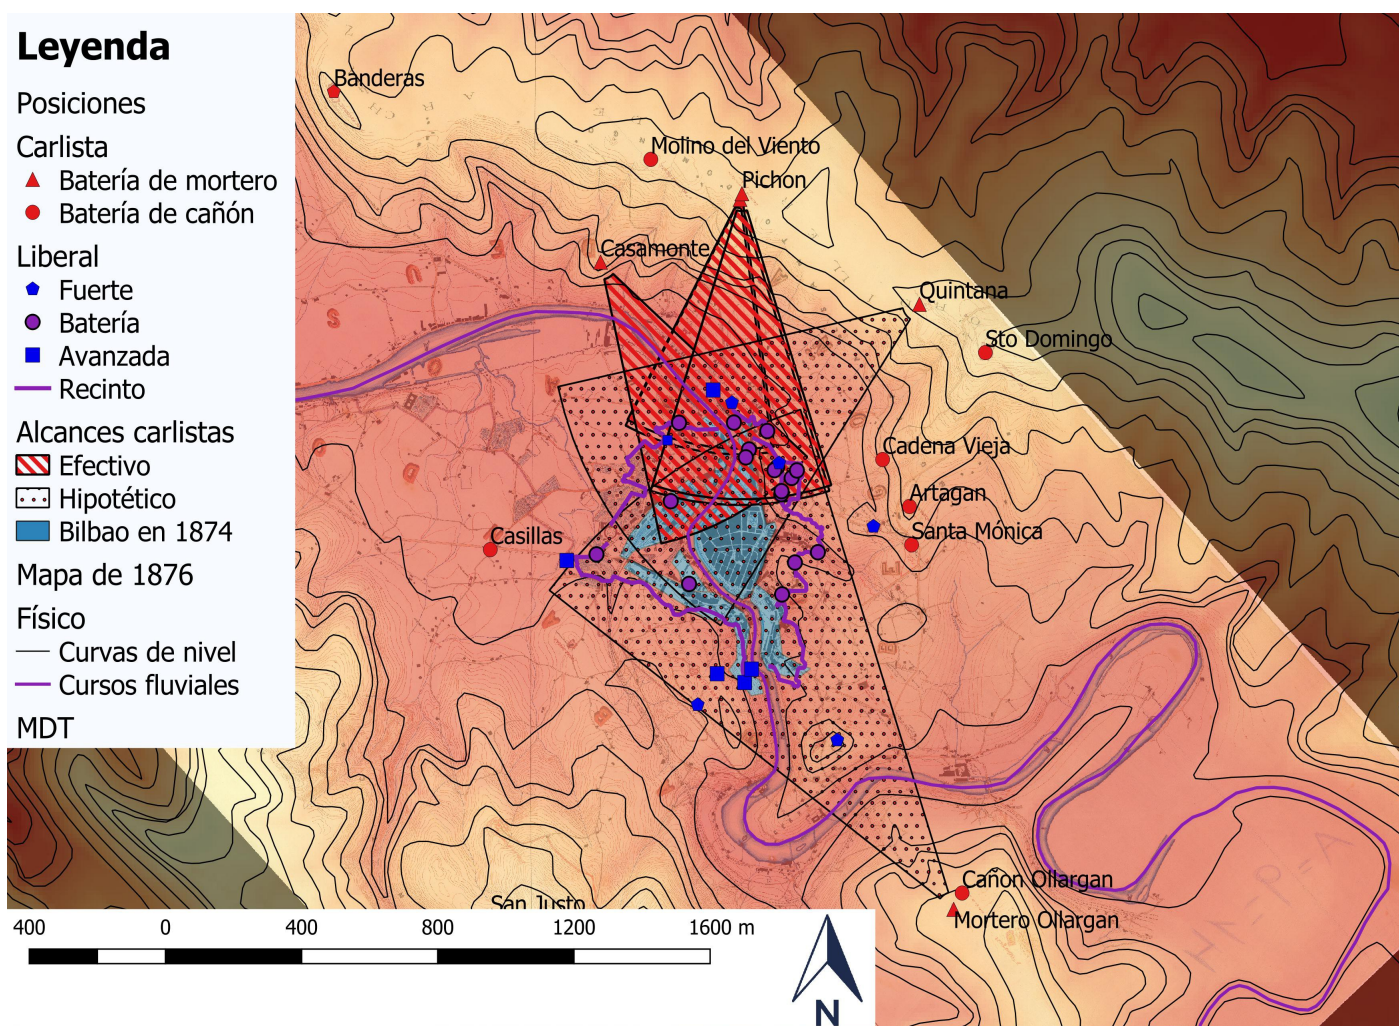 Leyenda
Posiciones
Carlista
Batería de mortero
Batería de cañón
Liberal
Fuerte
Batería
Avanzada
Recinto
Alcances carlistas
Efectivo
Hipotético
Bilbao en 1874
Mapa de 1876
Físico
Curvas de nivel
Cursos fluviales
MDT
Banderas
Molino del Viento
Pichon
Casamonte
Quintana
Sto Domingo
Cadena Vieja
Artagan
Santa Mónica
Casillas
Cañon Ollargan
Mortero Ollargan
San Justo
400 0 400 800 1200 1600 m
N